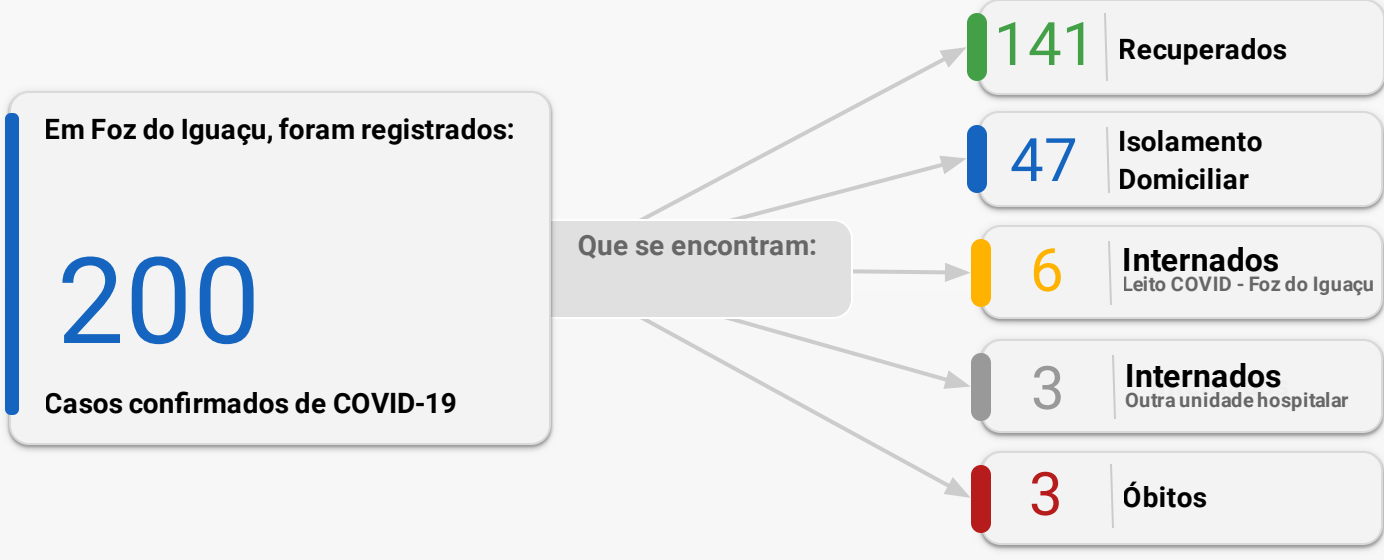 Em Foz do Iguaçu, foram registrados:
200
Casos confirmados de COVID-19
Que se encontram:
141
Recuperados
47
Isolamento
Domiciliar
6
Internados
Leito COVID - Foz do Iguaçu
3
Internados
Outra unidade hospitalar
3
Óbitos